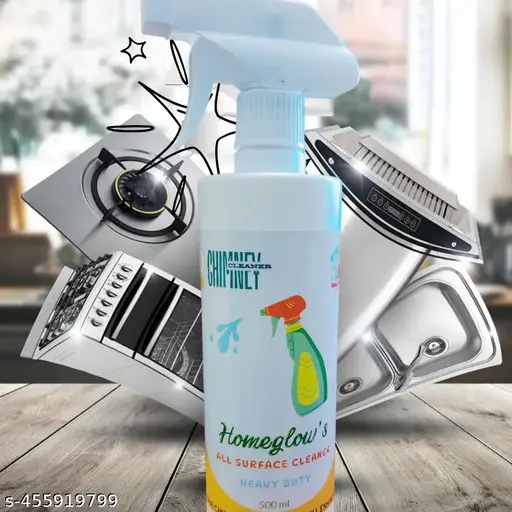 CHIMNEY
CLEANER
Homeglow's
ALL SURFACE CLEANER
HEAVY DUTY
500 ml
s-455919799